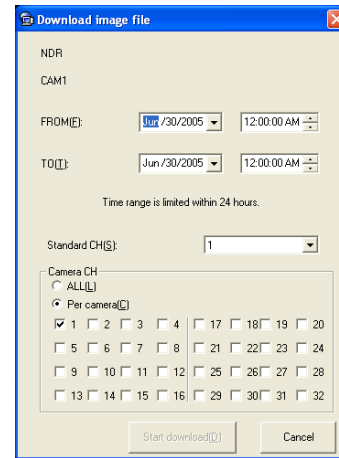 Download image file
NDR
CAM1
FROM(F): Jun /30/2005 12:00:00 AM
TO(T): Jun /30/2005 12:00:00 AM
Time range is limited within 24 hours.
Standard CH(S): 1
Camera CH
ALL(L)
Per camera(C)
1 2 3 4 17 18 19 20
5 6 7 8 21 22 23 24
9 10 11 12 25 26 27 28
13 14 15 16 29 30 31 32
Start download(D) Cancel